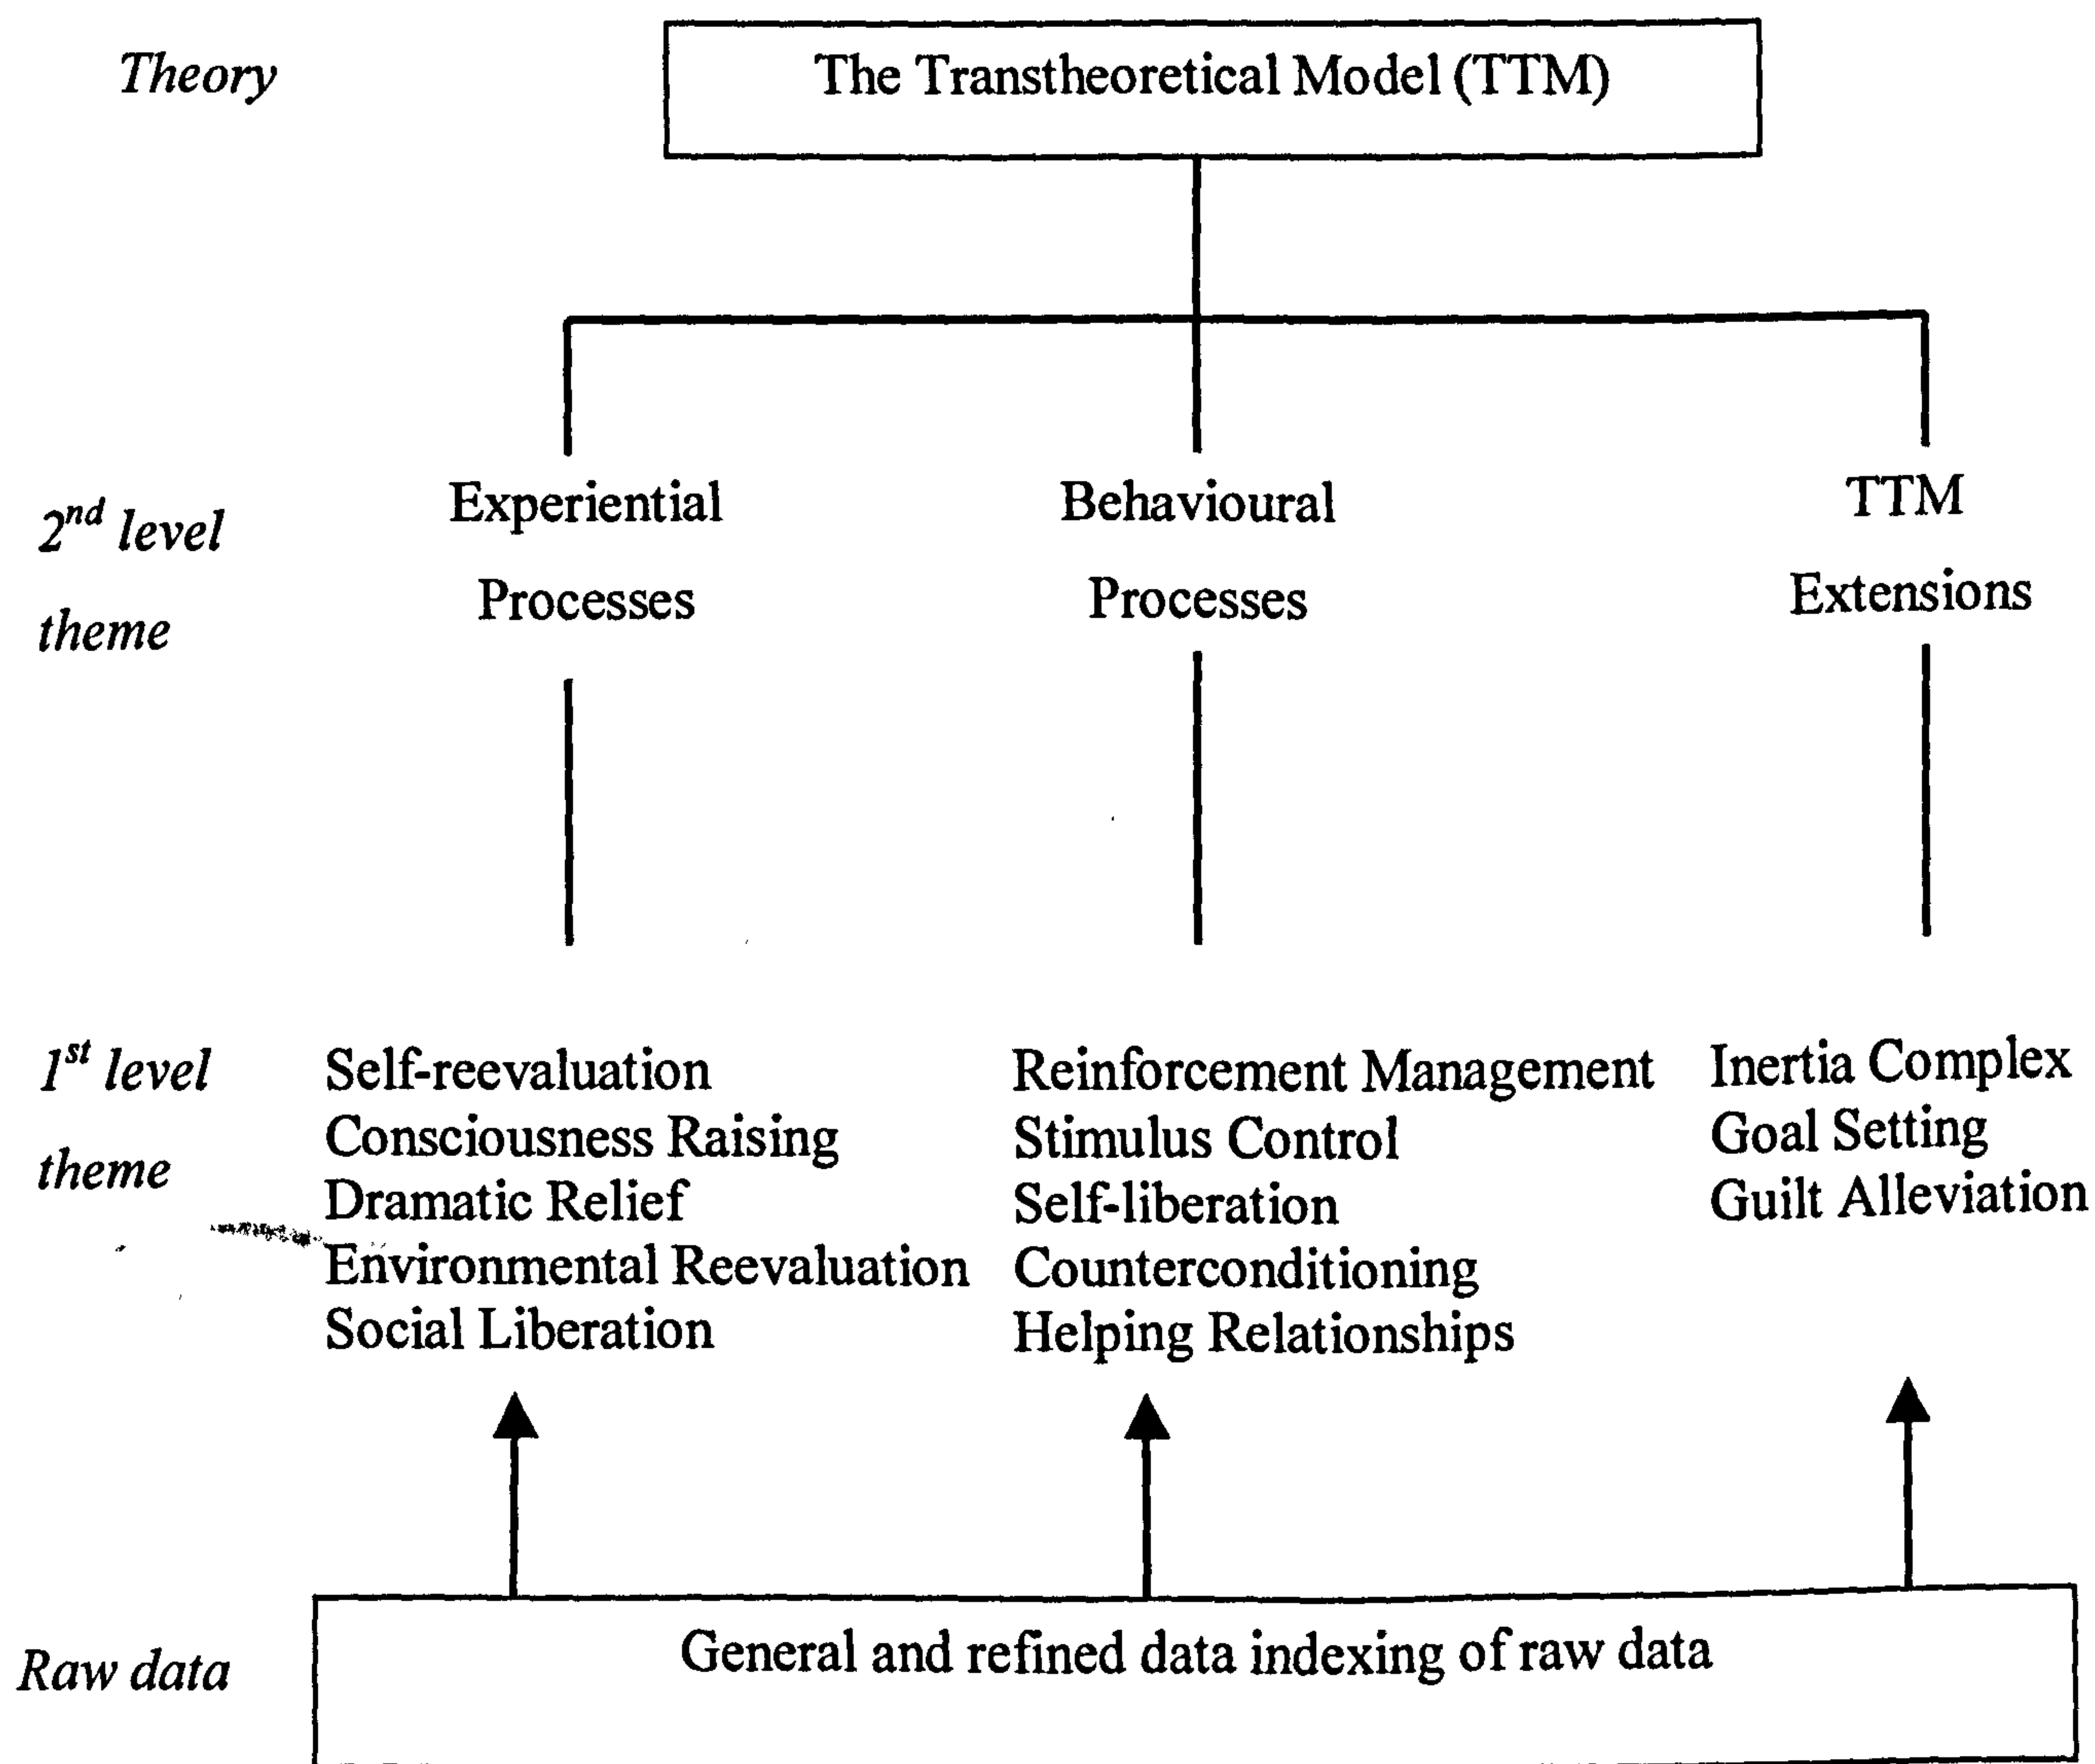 Theory
The Transtheoretical Model (TTM)
2nd level
theme
Experiential
Processes
Behavioural
Processes
TTM
Extensions
1st level
theme
Self-reevaluation
Consciousness Raising
Dramatic Relief
Environmental Reevaluation
Social Liberation
Reinforcement Management
Stimulus Control
Self-liberation
Counterconditioning
Helping Relationships
Inertia Complex
Goal Setting
Guilt Alleviation
Raw data
General and refined data indexing of raw data